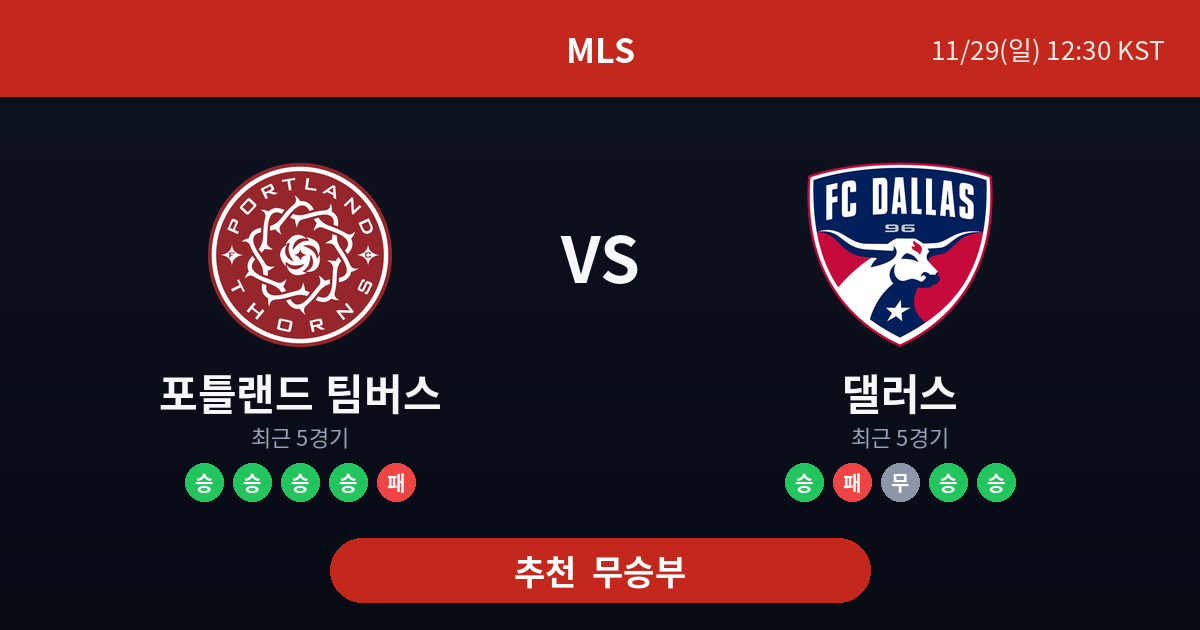 MLS
11/29(일) 12:30 KST
PORTLAND
F C
THORNS
FC DALLAS
96
VS
포틀랜드 팀버스
댈러스
최근 5경기
최근 5경기
승 승 승 승 패
승 패 무 승 승
추천 무승부